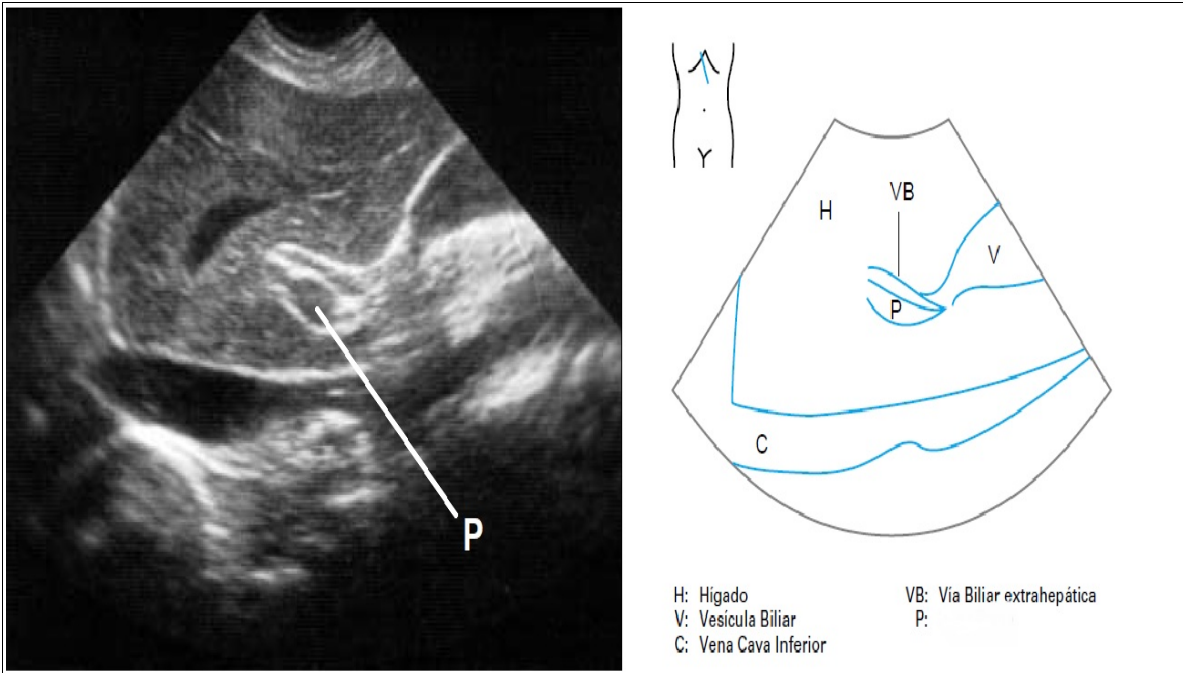 P
H
VB
V
P
C
H: Hígado
V: Vesícula Biliar
C: Vena Cava Inferior
VB: Vía Biliar extrahepática
P: